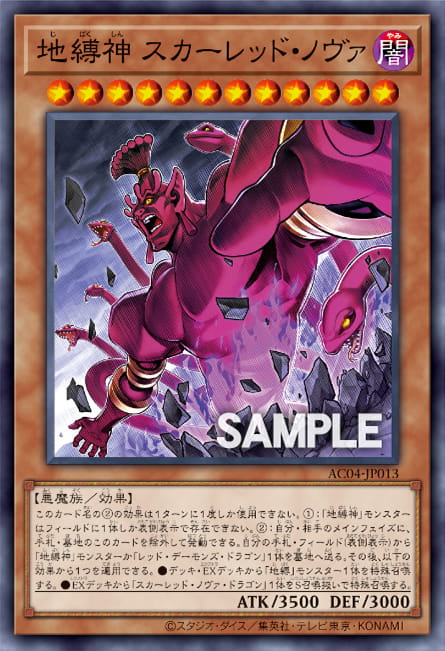 地縛神 スカーレッド・ノヴァ 闇
SAMPLE
AC04-JP013
【悪魔族/効果】
このカード名の②の効果は1ターンに1度しか使用できない。①:「地縛神」モンス
ターはフィールドに1体しか表側表示で存在できない。②:自分・相手のメインフェイズに、
手札・墓地のこのカードを除外して発動できる。自分の手札・フィールド(表側表示)から
「地縛神」モンスターか「レッド・デーモンズ・ドラゴン」1体を墓地へ送る。その後、以下の
効果から1つを適用できる。●デッキ・EXデッキから「地縛」モンスター1体を特殊召喚
する。●EXデッキから「スカーレッド・ノヴァ・ドラゴン」1体をS召喚扱いで特殊召喚する。
ATK/3500 DEF/3000
©スタジオ・ダイス/集英社・テレビ東京・KONAMI